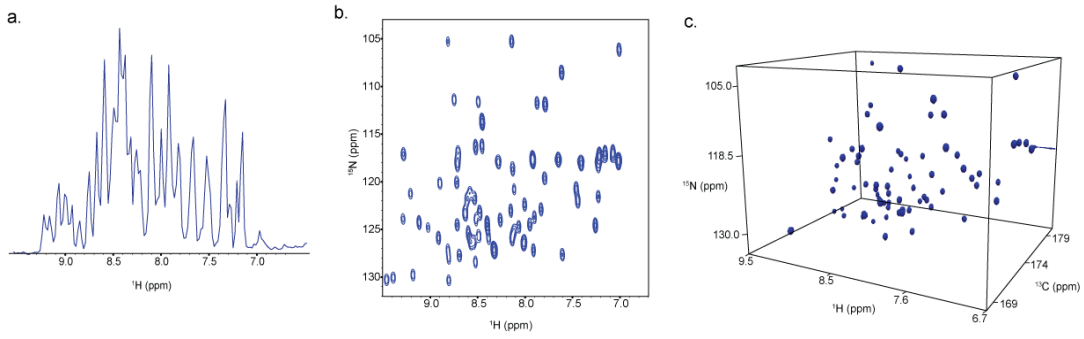 a.
9.0 8.5 8.0 7.5 7.0
¹H (ppm)
b.
105
110
115
120
125
130
¹⁵N (ppm)
9.0 8.5 8.0 7.5 7.0
¹H (ppm)
c.
105.0
118.5
130.0
¹⁵N (ppm)
9.5
8.5
7.6
6.7
¹H (ppm)
179
174
169
¹³C (ppm)